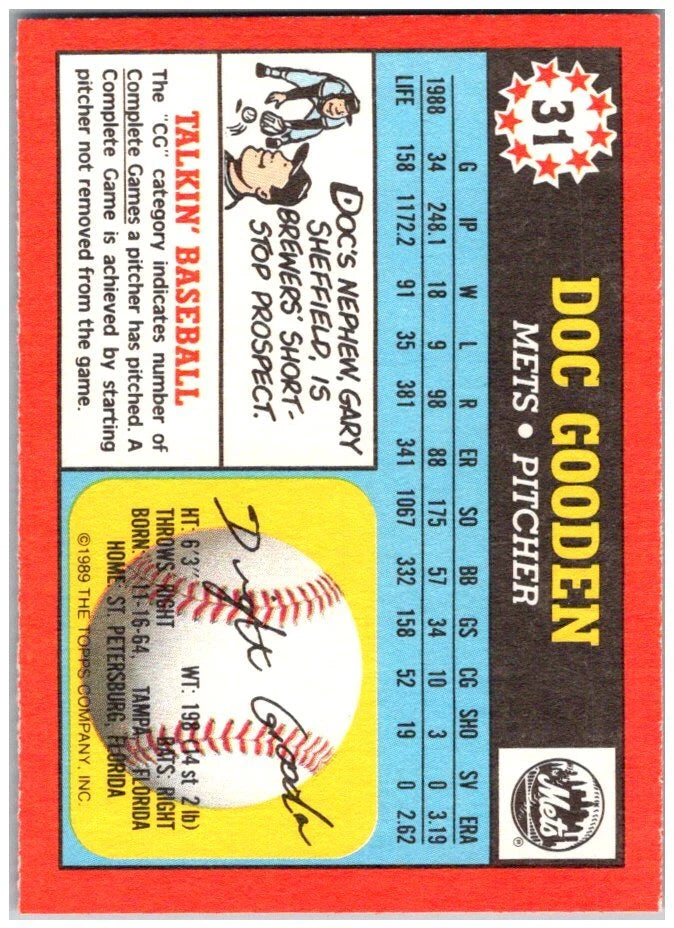 31
DOC GOODEN
METS • PITCHER
Mets
®
G IP W L R ER SO BB GS CG SHO SV ERA
1988 34 248.1 18 9 98 88 175 57 34 10 3 0 3.19
LIFE 158 1172.2 91 35 381 341 1067 332 158 52 19 0 2.62
DOC'S NEPHEW, GARY
SHEFFIELD, IS
BREWERS' SHORT-
STOP PROSPECT.
TALKIN' BASEBALL
The "CG" category indicates number of
Complete Games a pitcher has pitched. A
Complete Game is achieved by starting
pitcher not removed from the game.
Dwight Gooden
HT: 6'3" WT: 198 (14 st 2 lb)
THROWS: RIGHT BATS: RIGHT
BORN: 11-16-64, TAMPA, FLORIDA
HOME: ST. PETERSBURG, FLORIDA
©1989 THE TOPPS COMPANY, INC.